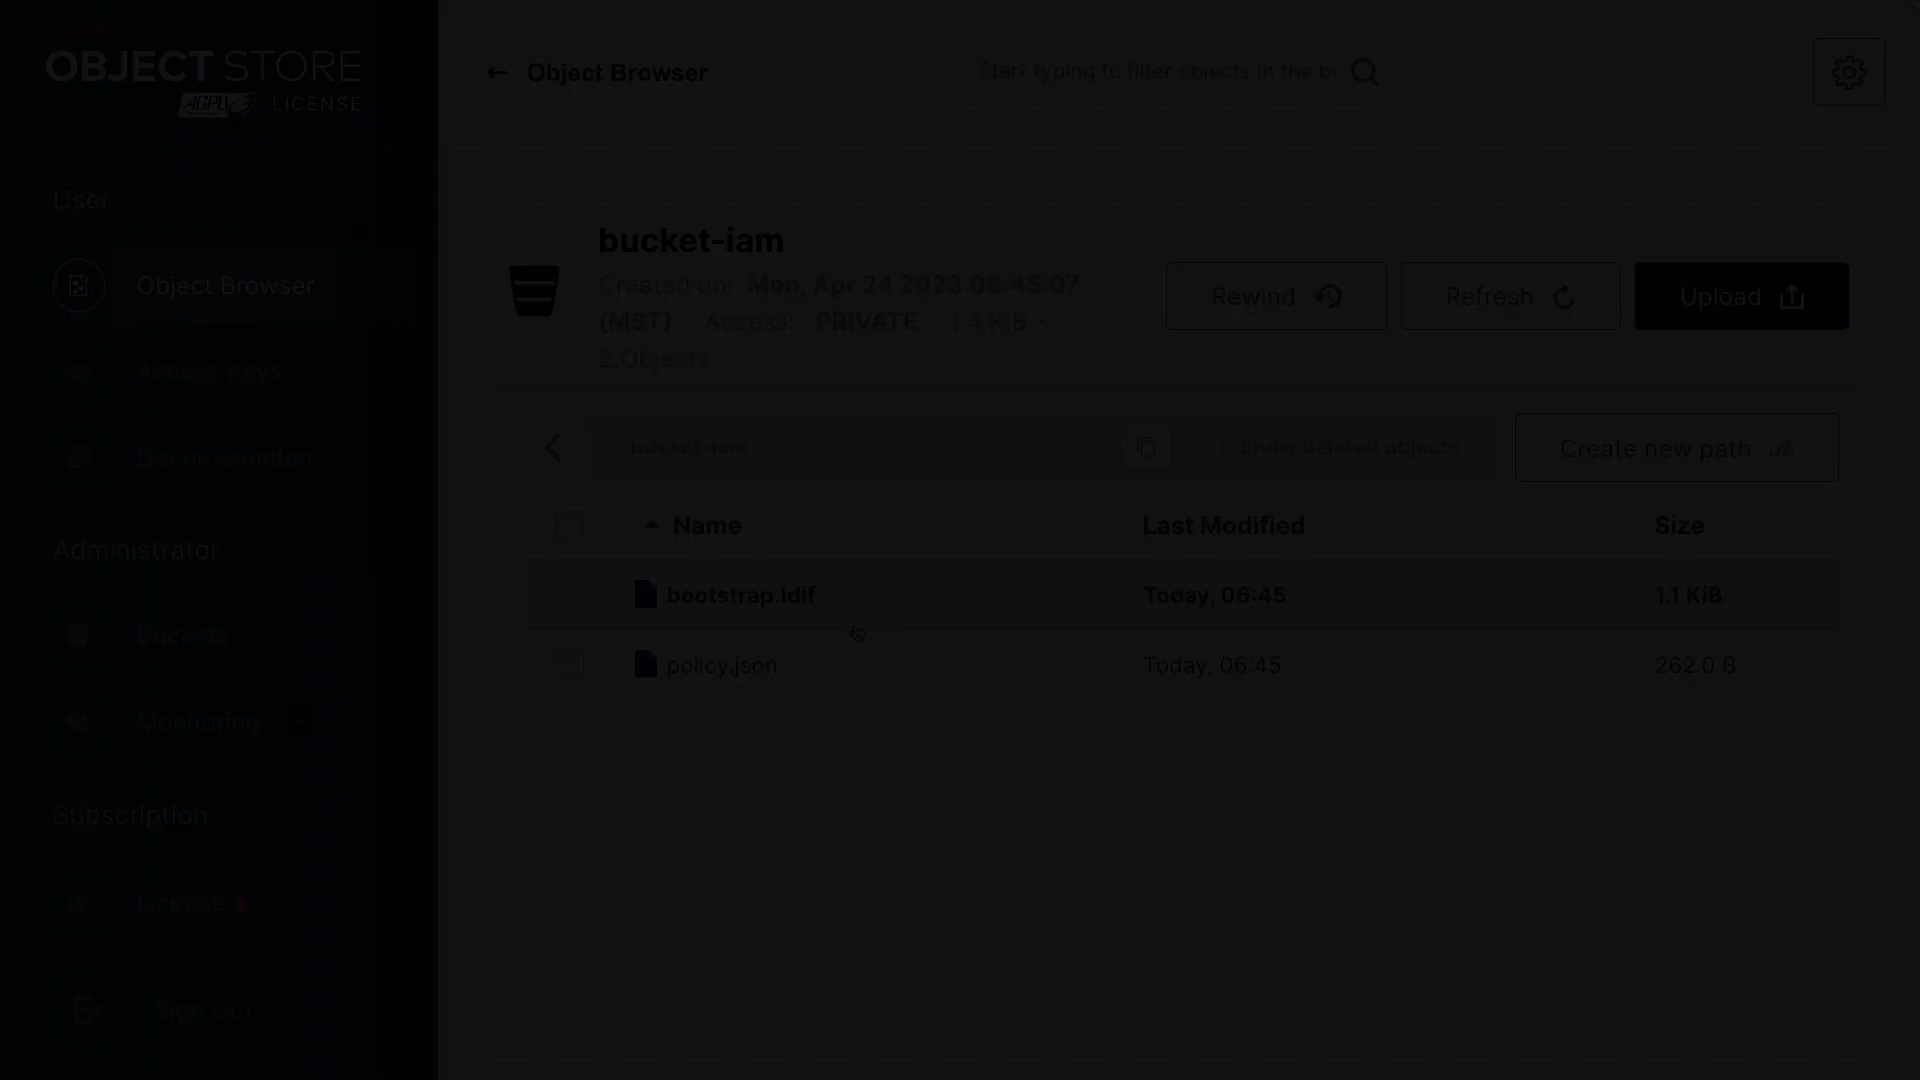 OBJECT STORE
AGPLv3 LICENSE
User
Object Browser
Access Keys
Documentation
Administrator
Buckets
Monitoring
Subscription
License
Sign Out
← Object Browser
Start typing to filter objects in the
bucket-iam
Created on: Mon, Apr 24 2023 06:45:07
(MST) Access: PRIVATE 1.4 KiB -
2 Objects
Rewind
Refresh
Upload
bucket-iam
Show deleted objects
Create new path
Name Last Modified Size
bootstrap.ldif Today, 06:45 1.1 KiB
policy.json Today, 06:45 262.0 B